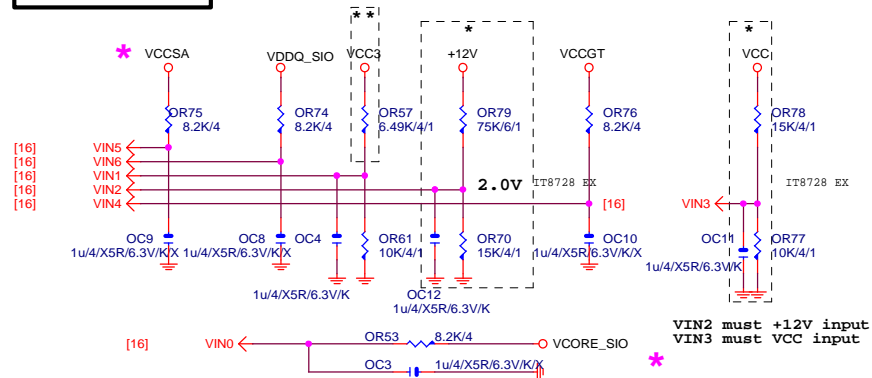 ** * *
* VCCSA VDDQ_SIO VCC3 +12V VCCGT VCC
OR75 OR74 OR57 OR79 OR76 OR78
8.2K/4 8.2K/4 6.49K/4/1 75K/6/1 8.2K/4 15K/4/1
[16] VIN5
[16] VIN6
[16] VIN1
[16] VIN2 2.0V IT8728 EX IT8728 EX
[16] VIN4 [16] VIN3
OC9 OC8 OC4 OR61 OR70 OC10 OC11 OR77
1u/4/X5R/6.3V/K/X 1u/4/X5R/6.3V/K/X 10K/4/1 15K/4/1 1u/4/X5R/6.3V/K/X 10K/4/1
1u/4/X5R/6.3V/K
1u/4/X5R/6.3V/K OC12
1u/4/X5R/6.3V/K
VIN2 must +12V input
VIN3 must VCC input
[16] VIN0 OR53 8.2K/4 VCORE_SIO
*
OC3 1u/4/X5R/6.3V/K/X